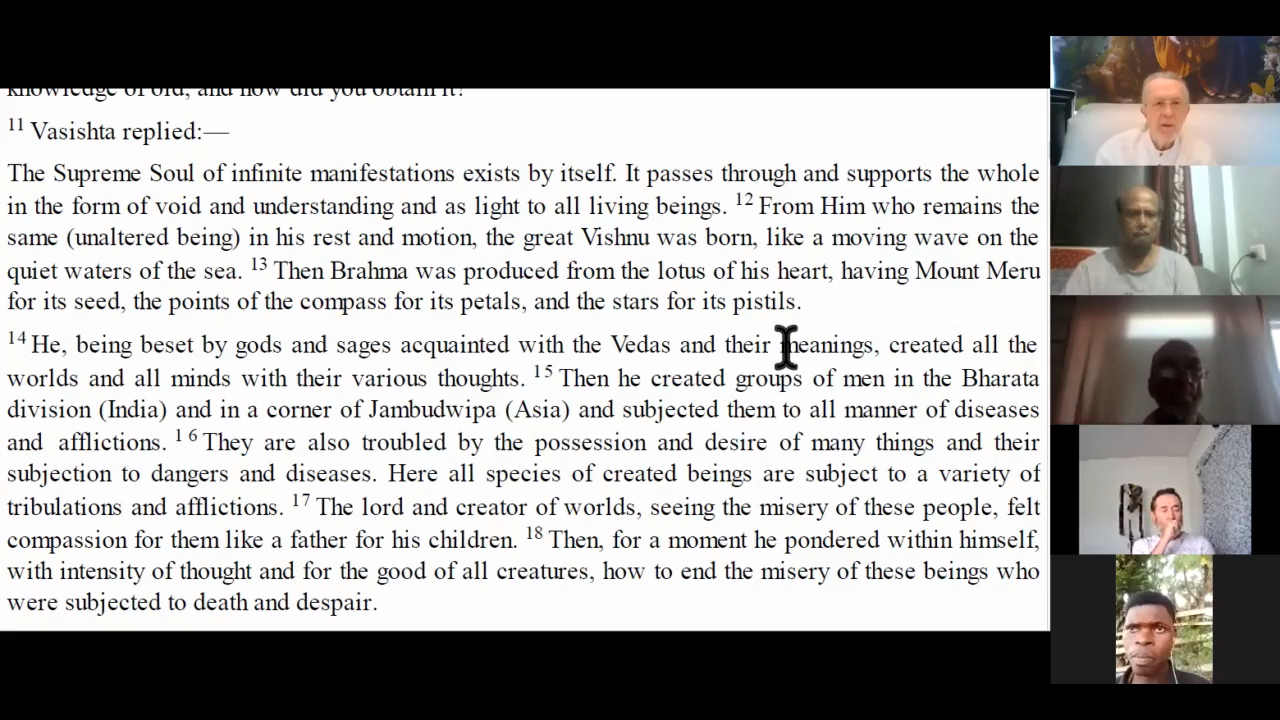 knowledge of old, and how did you obtain it?
11 Vasishta replied:—
The Supreme Soul of infinite manifestations exists by itself. It passes through and supports the whole
in the form of void and understanding and as light to all living beings. 12 From Him who remains the
same (unaltered being) in his rest and motion, the great Vishnu was born, like a moving wave on the
quiet waters of the sea. 13 Then Brahma was produced from the lotus of his heart, having Mount Meru
for its seed, the points of the compass for its petals, and the stars for its pistils.
14 He, being beset by gods and sages acquainted with the Vedas and their meanings, created all the
worlds and all minds with their various thoughts. 15 Then he created groups of men in the Bharata
division (India) and in a corner of Jambudwipa (Asia) and subjected them to all manner of diseases
and afflictions. 16 They are also troubled by the possession and desire of many things and their
subjection to dangers and diseases. Here all species of created beings are subject to a variety of
tribulations and afflictions. 17 The lord and creator of worlds, seeing the misery of these people, felt
compassion for them like a father for his children. 18 Then, for a moment he pondered within himself,
with intensity of thought and for the good of all creatures, how to end the misery of these beings who
were subjected to death and despair.